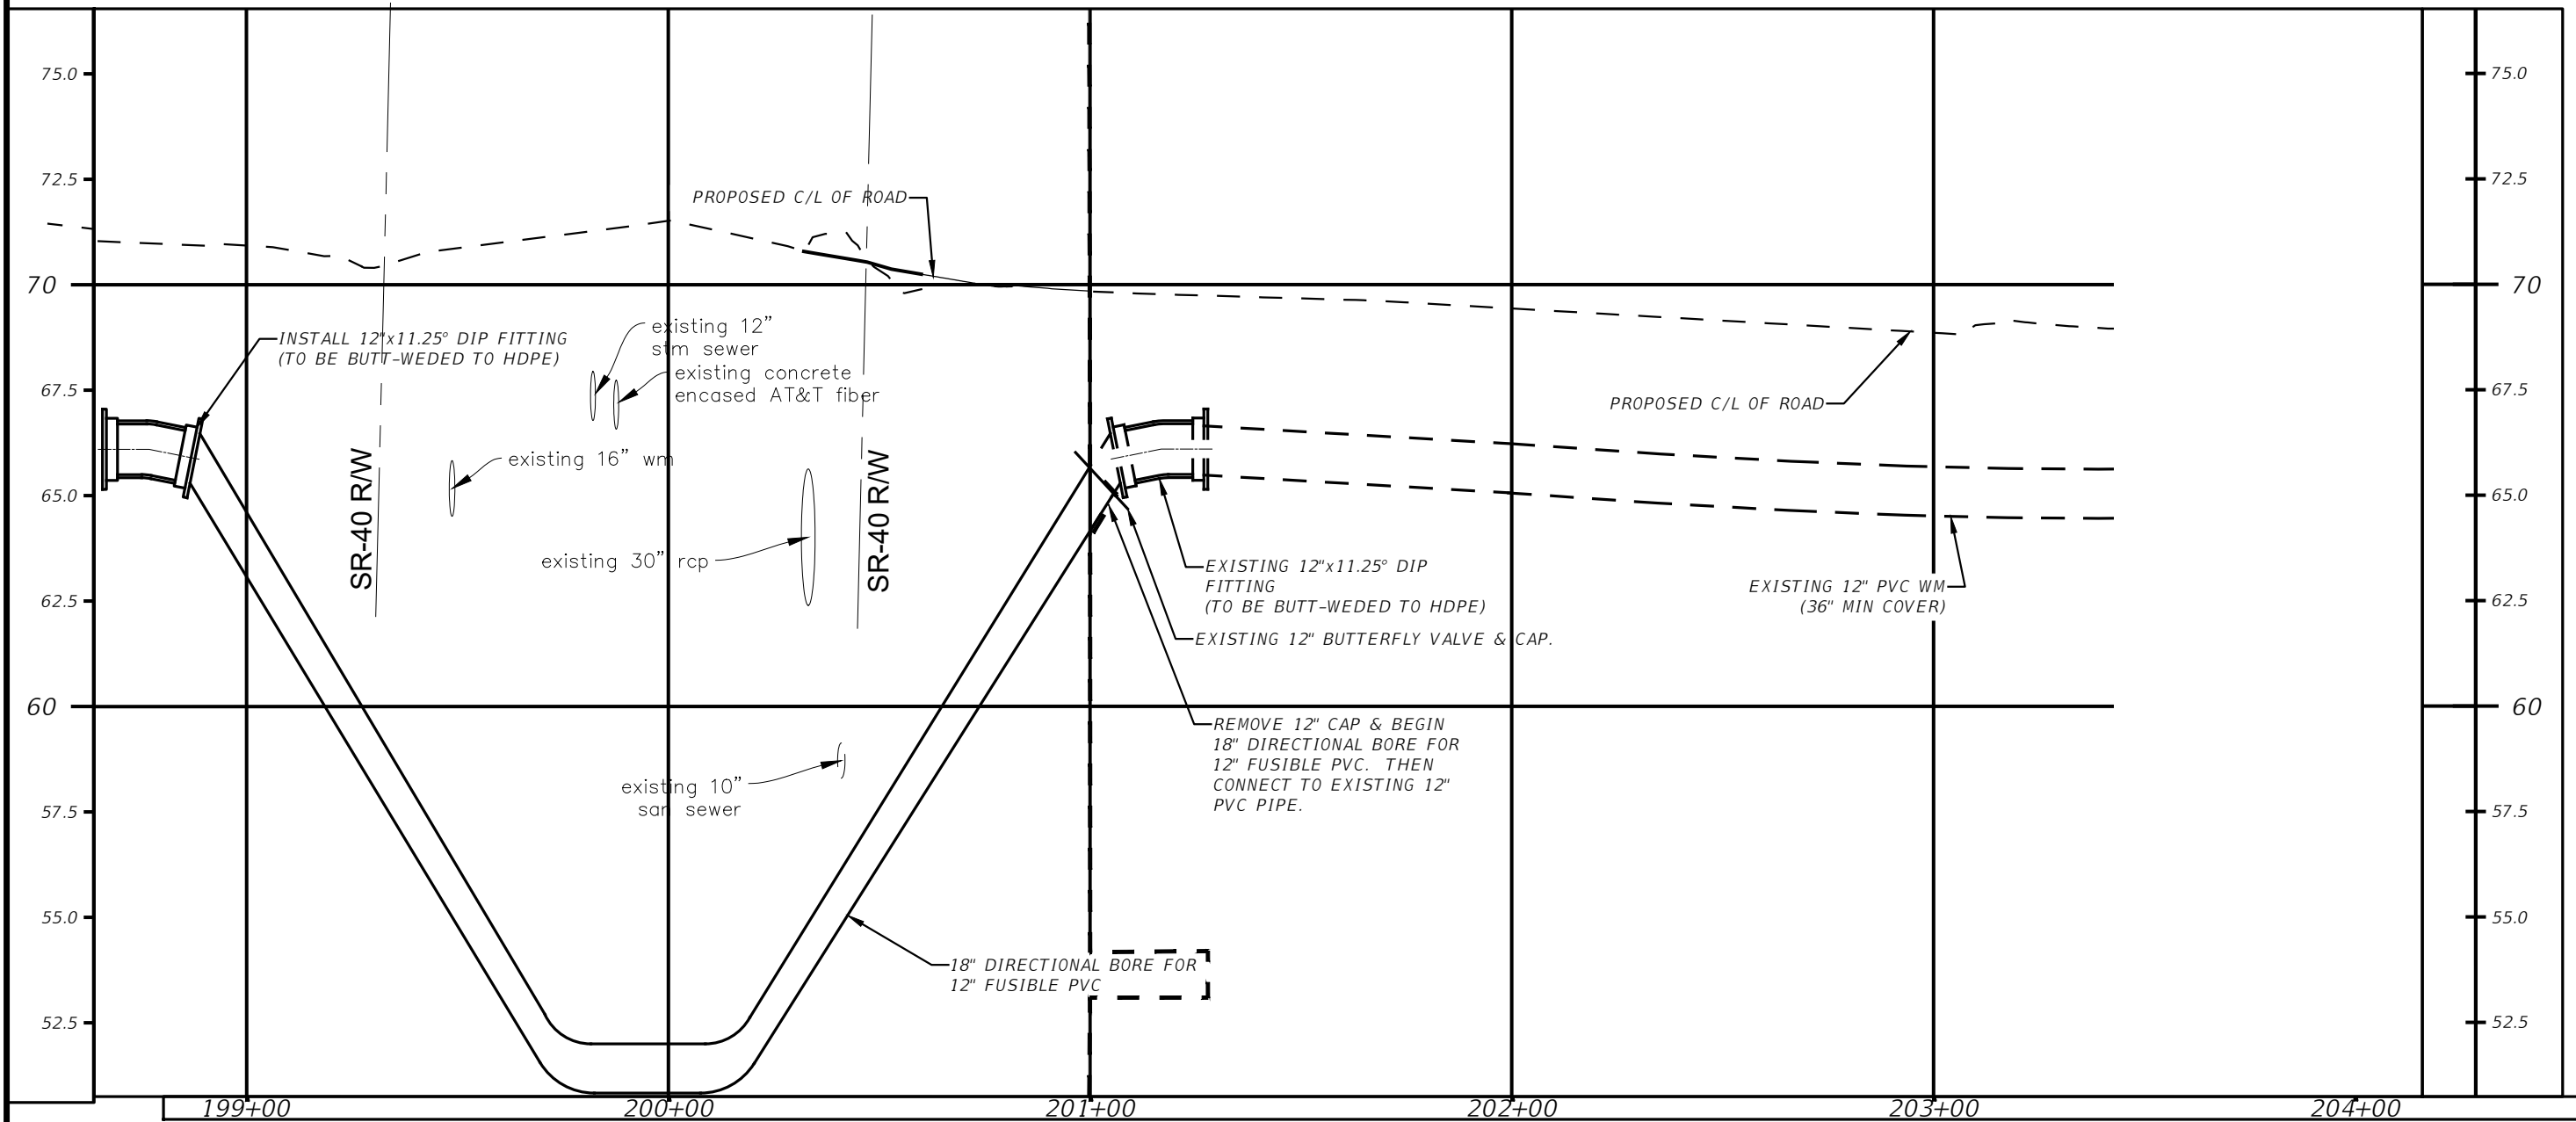 75.0
75.0
72.5
72.5
PROPOSED C/L OF ROAD
70
70
INSTALL 12"x11.25° DIP FITTING
(TO BE BUTT-WEDED TO HDPE)
existing 12"
stm sewer
existing concrete
encased AT&T fiber
67.5
67.5
PROPOSED C/L OF ROAD
SR-40 R/W
existing 16" wm
SR-40 R/W
65.0
65.0
existing 30" rcp
EXISTING 12"x11.25° DIP
FITTING
(TO BE BUTT-WEDED TO HDPE)
EXISTING 12" PVC WM
(36" MIN COVER)
62.5
62.5
EXISTING 12" BUTTERFLY VALVE & CAP.
60
60
REMOVE 12" CAP & BEGIN
18" DIRECTIONAL BORE FOR
12" FUSIBLE PVC. THEN
CONNECT TO EXISTING 12"
PVC PIPE.
existing 10"
san sewer
57.5
57.5
55.0
55.0
18" DIRECTIONAL BORE FOR
12" FUSIBLE PVC
52.5
52.5
199+00 200+00 201+00 202+00 203+00 204+00